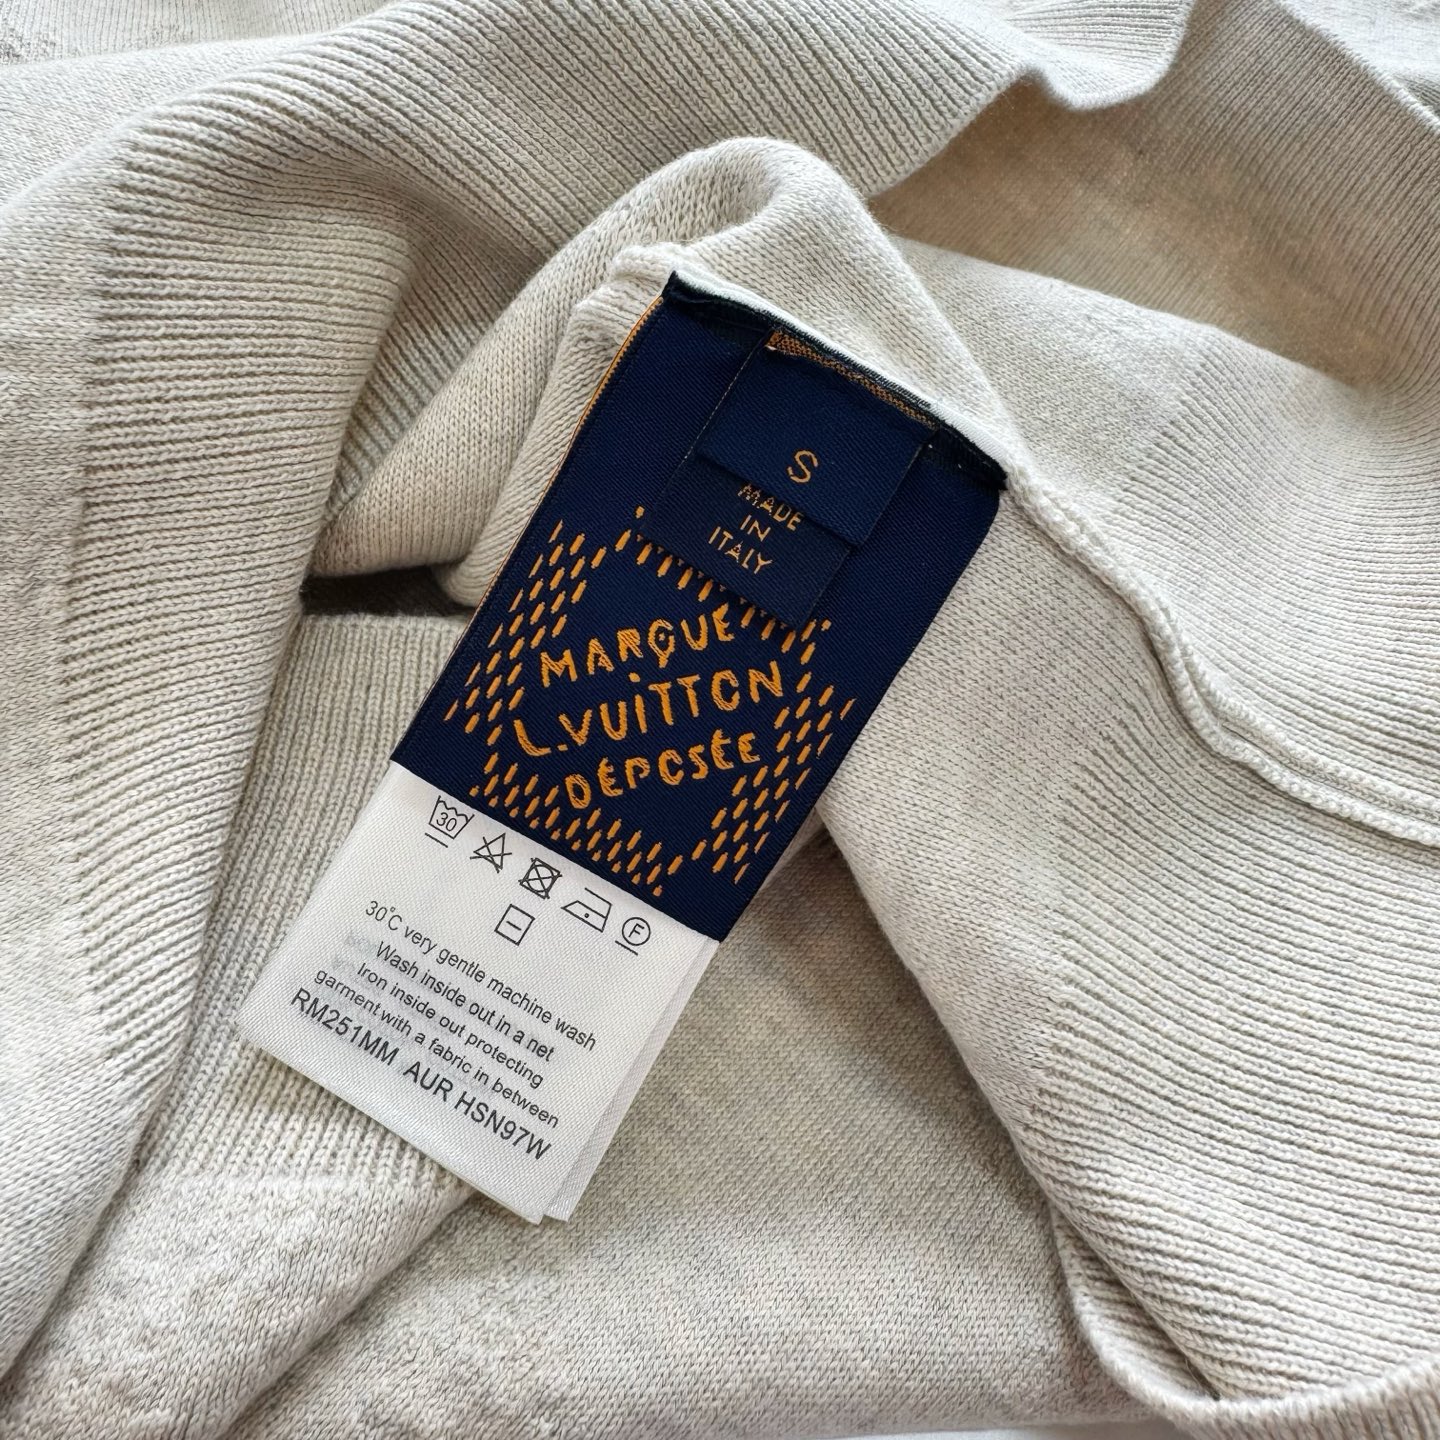 S
MADE
IN
ITALY
MARQUE
L.VUITTON
DÉPOSÉE
30
F
30°C very gentle machine wash
Wash inside out in a net
Iron inside out protecting
garment with a fabric in between
RM251MM AUR HSN97W